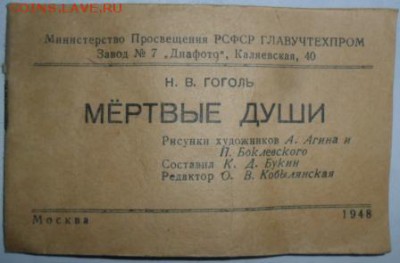 COINS.LAVE.RU
Министерство Просвещения РСФСР ГЛАВУЧТЕХПРОМ
Завод № 7 „Диафото“, Каляевская, 40
Н. В. ГОГОЛЬ
МЁРТВЫЕ ДУШИ
Рисунки художников А. Агина и
П. Боклевского
Составил К. Д. Букин
Редактор О. В. Кобылянская
Москва 1948